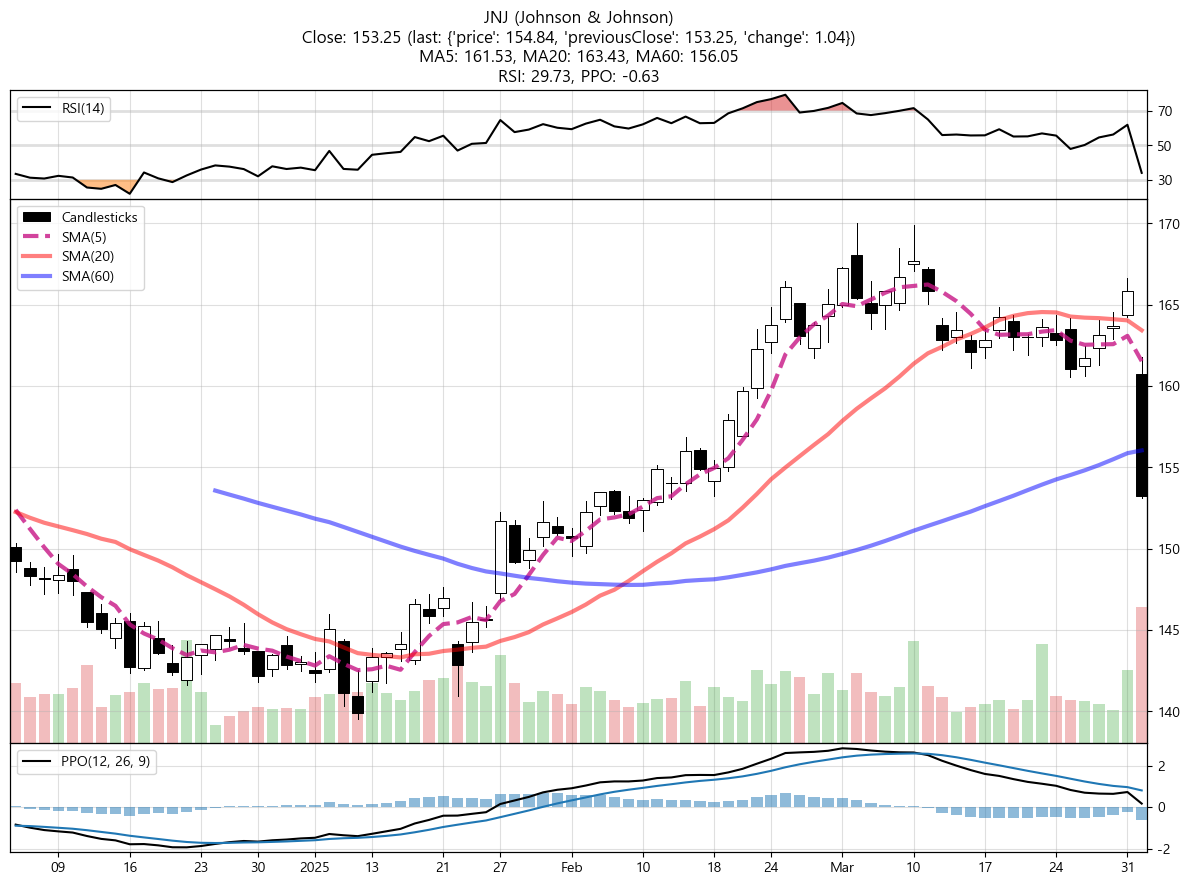 JNJ (Johnson & Johnson)
Close: 153.25 (last: {'price': 154.84, 'previousClose': 153.25, 'change': 1.04})
MA5: 161.53, MA20: 163.43, MA60: 156.05
RSI: 29.73, PPO: -0.63
RSI(14)
70
50
30
Candlesticks
SMA(5)
SMA(20)
SMA(60)
170
165
160
155
150
145
140
PPO(12, 26, 9)
2
0
-2
09 16 23 30 2025 13 21 27 Feb 10 18 24 Mar 10 17 24 31